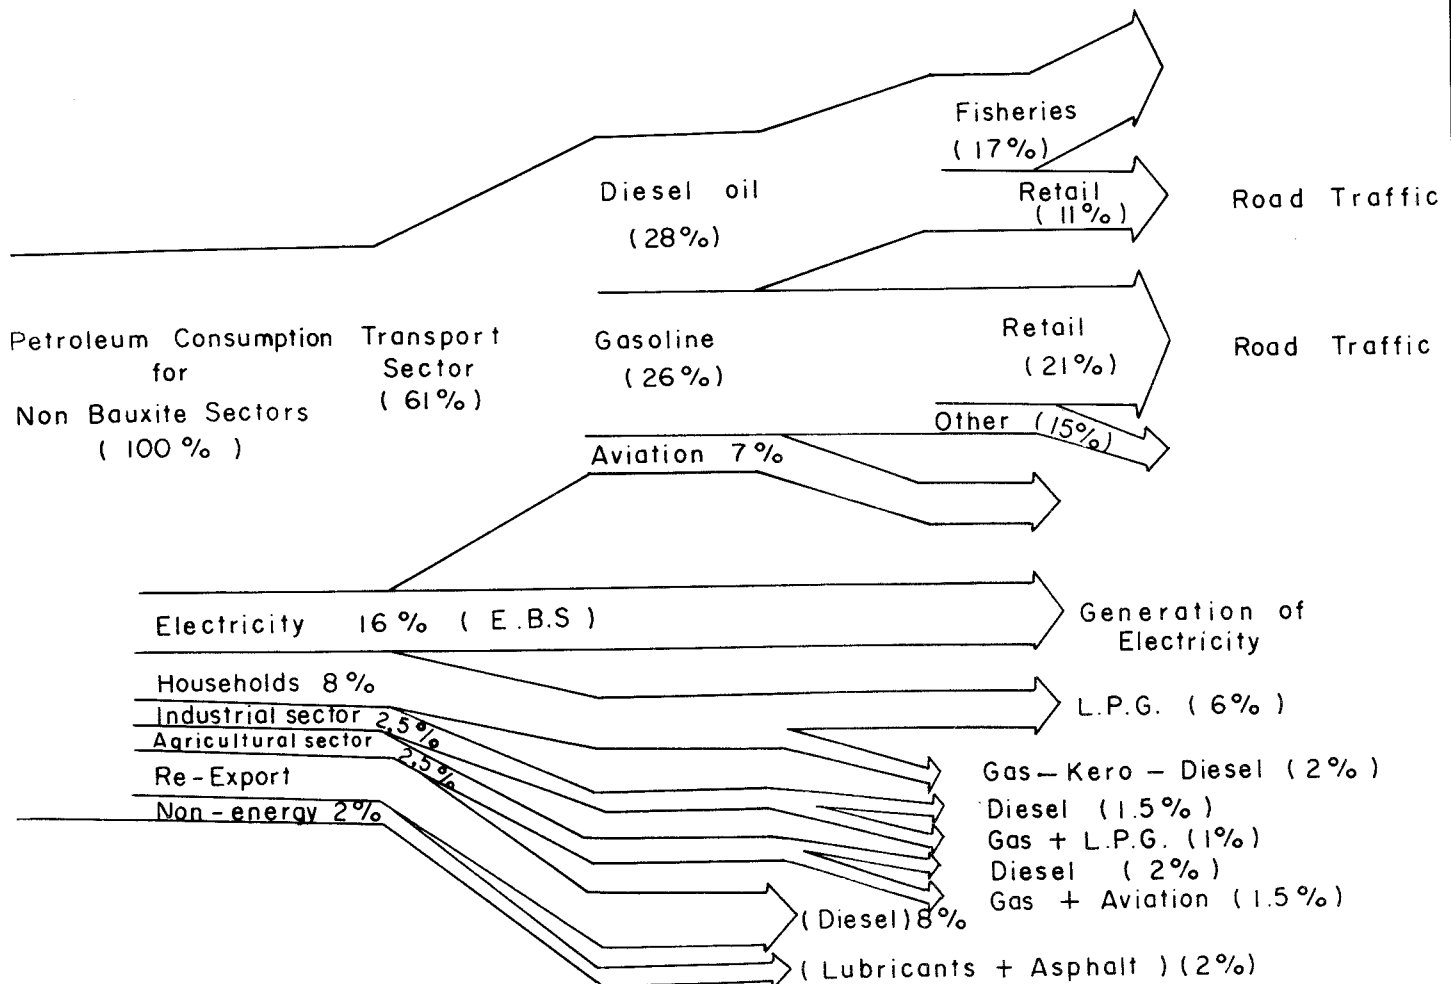 Fisheries
(17%)
Diesel oil
(28%)
Retail
(11%)
Road Traffic
Petroleum Consumption
for
Non Bauxite Sectors
(100%)
Transport
Sector
(61%)
Gasoline
(26%)
Retail
(21%)
Road Traffic
Other (15%)
Aviation 7%
Electricity 16% (E.B.S)
Generation of
Electricity
Households 8%
L.P.G. (6%)
Industrial sector 2,5%
Agricultural sector 2,5%
Re-Export
Non-energy 2%
Gas-Kero-Diesel (2%)
Diesel (1.5%)
Gas + L.P.G. (1%)
Diesel (2%)
Gas + Aviation (1.5%)
(Diesel) 8%
(Lubricants + Asphalt) (2%)